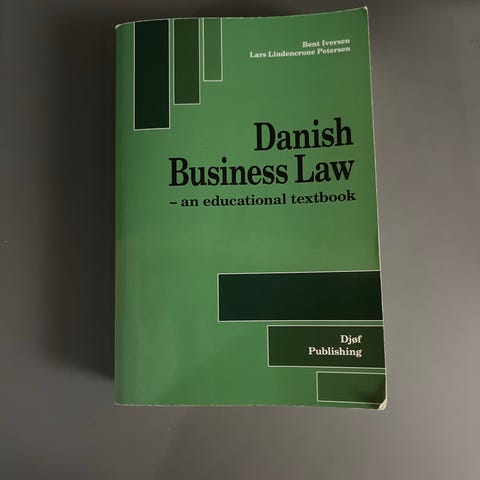 Bent Iversen
Lars Lindencrone Petersen
Danish
Business Law
– an educational textbook
Djøf
Publishing